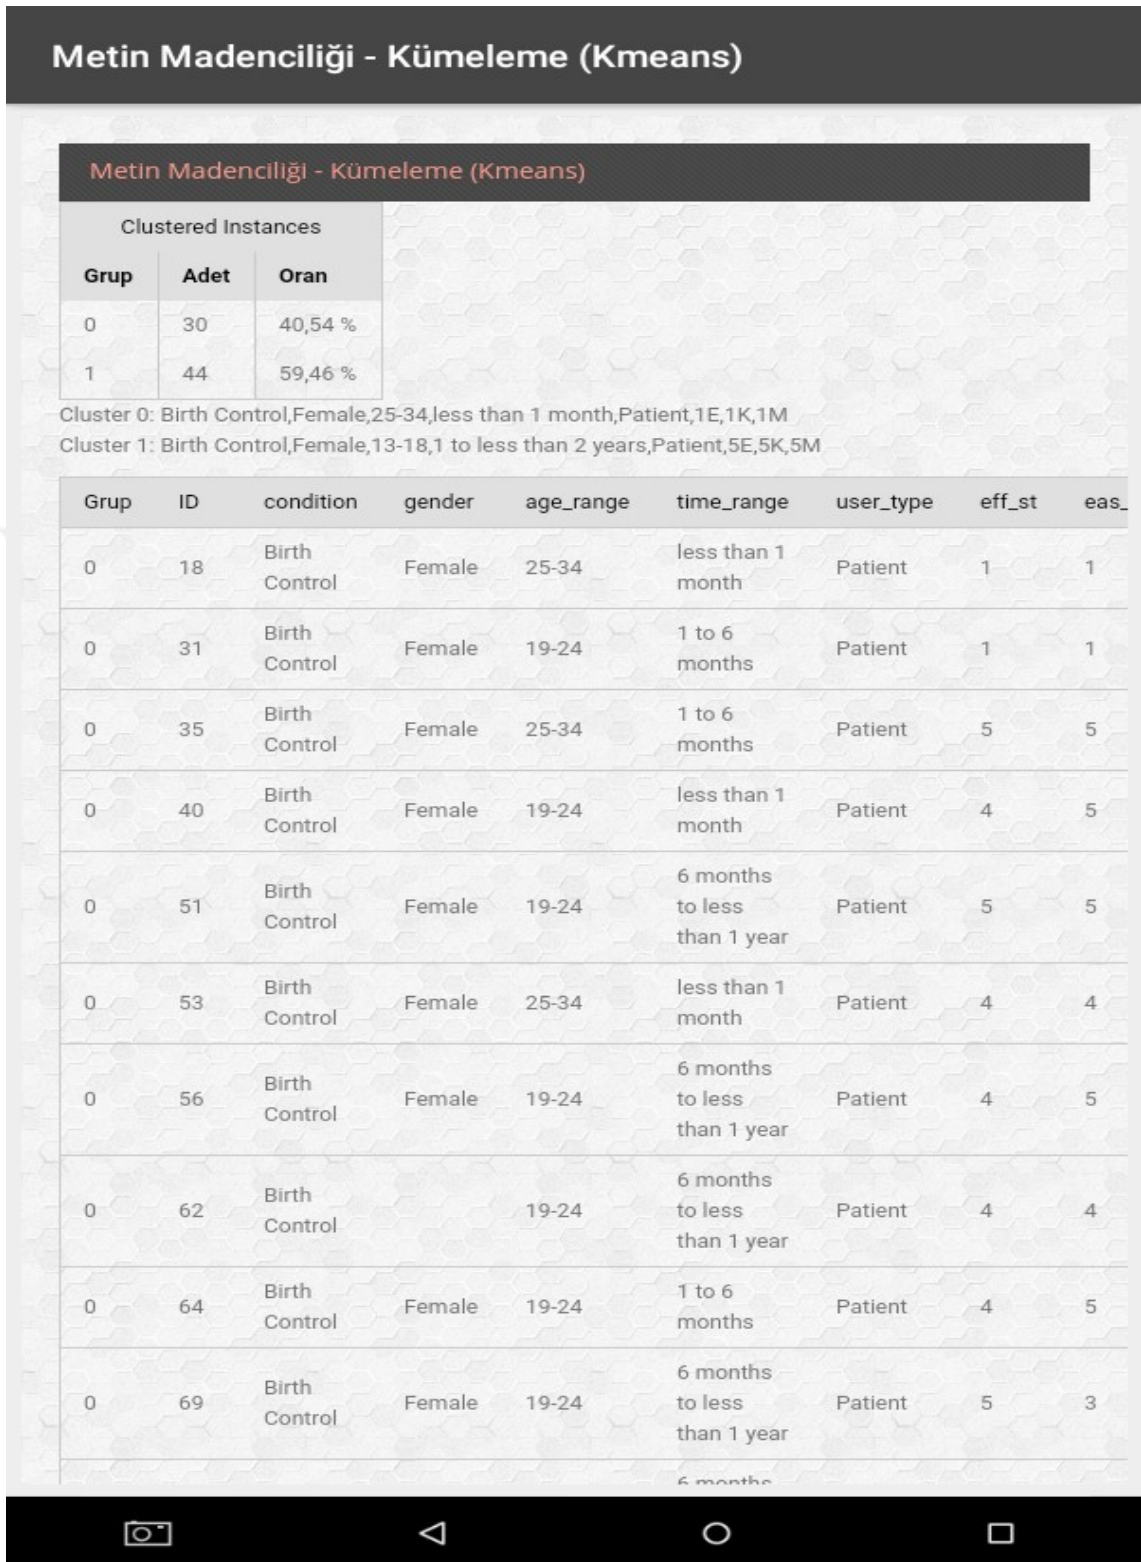 Metin Madenciliği - Kümeleme (Kmeans)
Metin Madenciliği - Kümeleme (Kmeans)
Clustered Instances
Grup Adet Oran
0 30 40,54 %
1 44 59,46 %
Cluster 0: Birth Control,Female,25-34,less than 1 month,Patient,1E,1K,1M
Cluster 1: Birth Control,Female,13-18,1 to less than 2 years,Patient,5E,5K,5M
Grup ID condition gender age_range time_range user_type eff_st eas_
0 18 Birth Control Female 25-34 less than 1 month Patient 1 1
0 31 Birth Control Female 19-24 1 to 6 months Patient 1 1
0 35 Birth Control Female 25-34 1 to 6 months Patient 5 5
0 40 Birth Control Female 19-24 less than 1 month Patient 4 5
0 51 Birth Control Female 19-24 6 months to less than 1 year Patient 5 5
0 53 Birth Control Female 25-34 less than 1 month Patient 4 4
0 56 Birth Control Female 19-24 6 months to less than 1 year Patient 4 5
0 62 Birth Control 19-24 6 months to less than 1 year Patient 4 4
0 64 Birth Control Female 19-24 1 to 6 months Patient 4 5
0 69 Birth Control Female 19-24 6 months to less than 1 year Patient 5 3
6 months